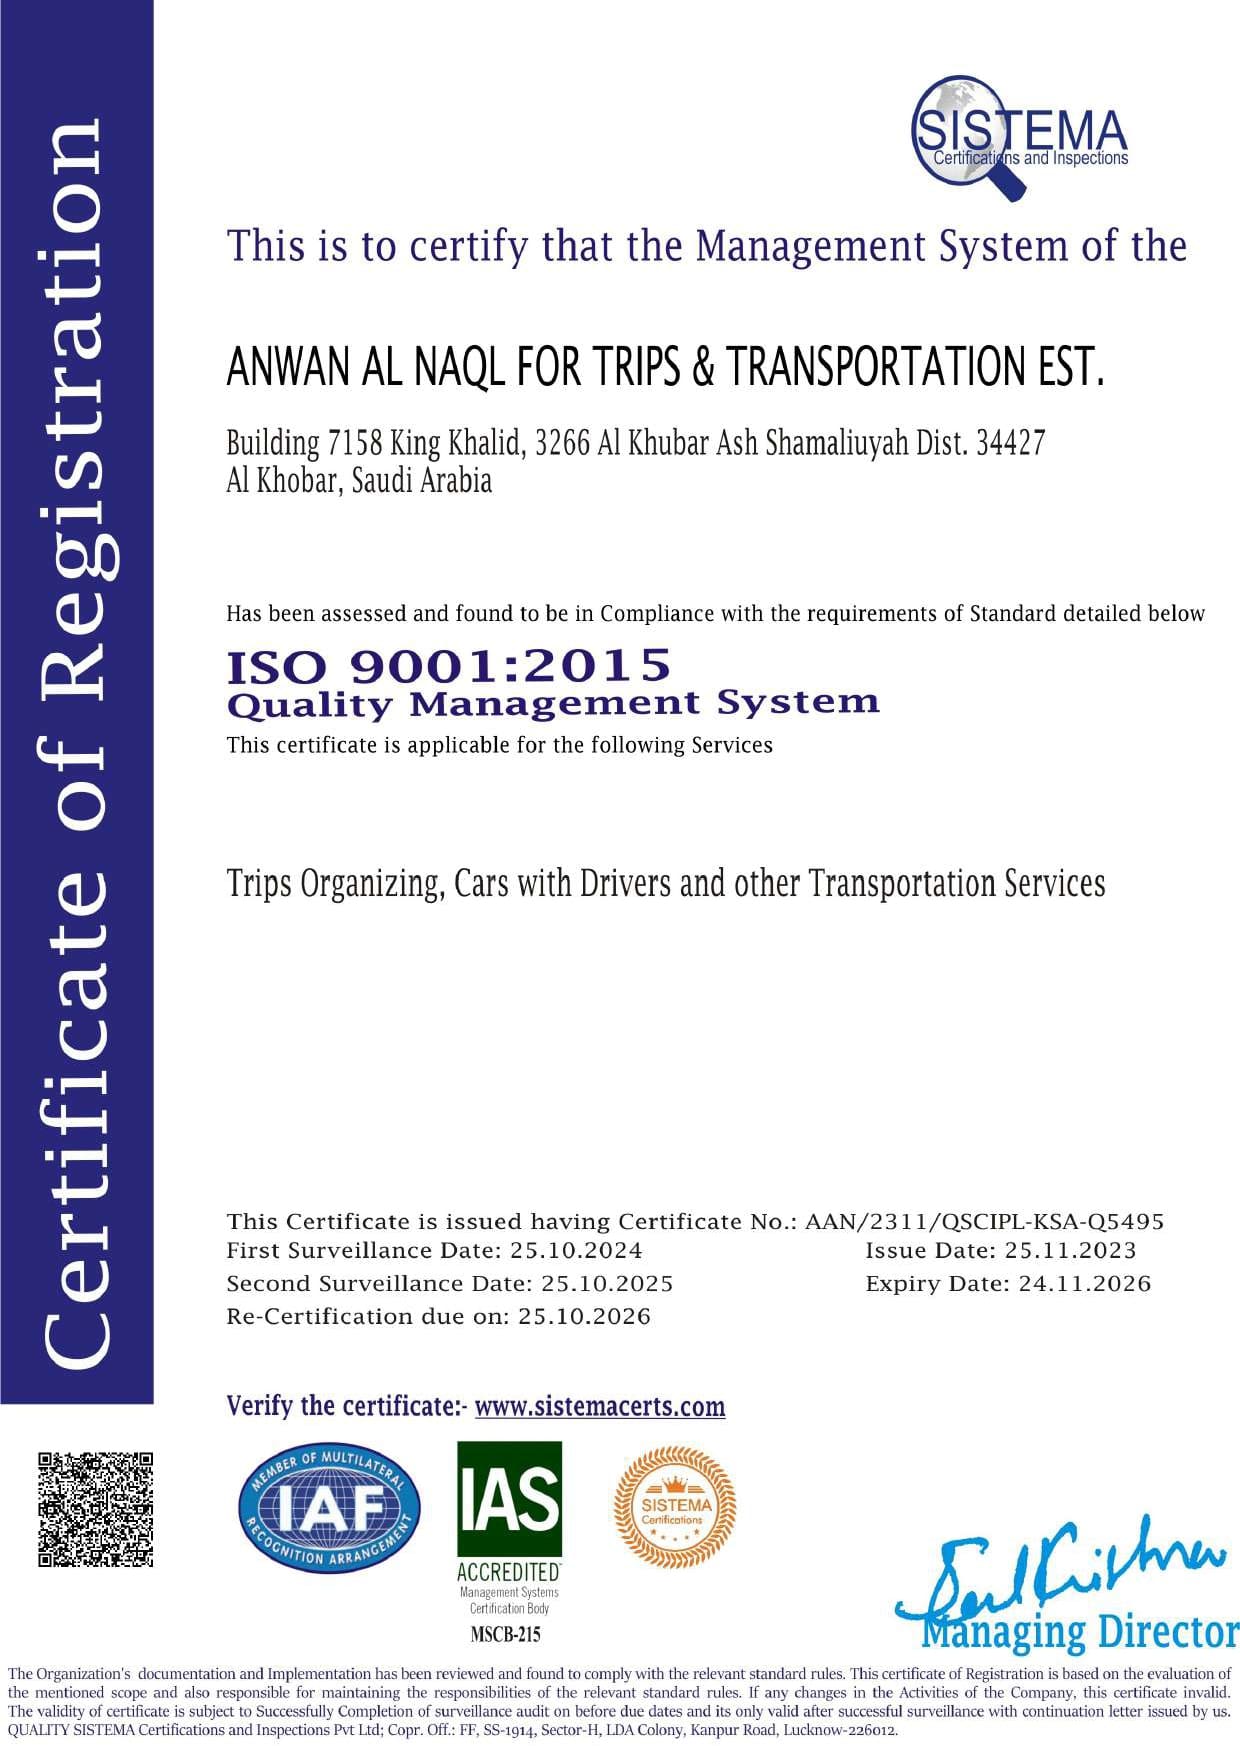 Certificate of Registration
SISTEMA
Certifications and Inspections
This is to certify that the Management System of the
ANWAN AL NAQL FOR TRIPS & TRANSPORTATION EST.
Building 7158 King Khalid, 3266 Al Khubar Ash Shamaliuyah Dist. 34427
Al Khobar, Saudi Arabia
Has been assessed and found to be in Compliance with the requirements of Standard detailed below
ISO 9001:2015
Quality Management System
This certificate is applicable for the following Services
Trips Organizing, Cars with Drivers and other Transportation Services
This Certificate is issued having Certificate No.: AAN/2311/QSCIPL-KSA-Q5495
First Surveillance Date: 25.10.2024 Issue Date: 25.11.2023
Second Surveillance Date: 25.10.2025 Expiry Date: 24.11.2026
Re-Certification due on: 25.10.2026
Verify the certificate:- www.sistemacerts.com
MEMBER OF MULTILATERAL
IAF
RECOGNITION ARRANGEMENT
IAS
ACCREDITED
Management Systems
Certification Body
MSCB-215
SISTEMA
Certifications
Managing Director
The Organization's documentation and Implementation has been reviewed and found to comply with the relevant standard rules. This certificate of Registration is based on the evaluation of
the mentioned scope and also responsible for maintaining the responsibilities of the relevant standard rules. If any changes in the Activities of the Company, this certificate invalid.
The validity of certificate is subject to Successfully Completion of surveillance audit on before due dates and its only valid after successful surveillance with continuation letter issued by us.
QUALITY SISTEMA Certifications and Inspections Pvt Ltd; Copr. Off.: FF, SS-1914, Sector-H, LDA Colony, Kanpur Road, Lucknow-226012.